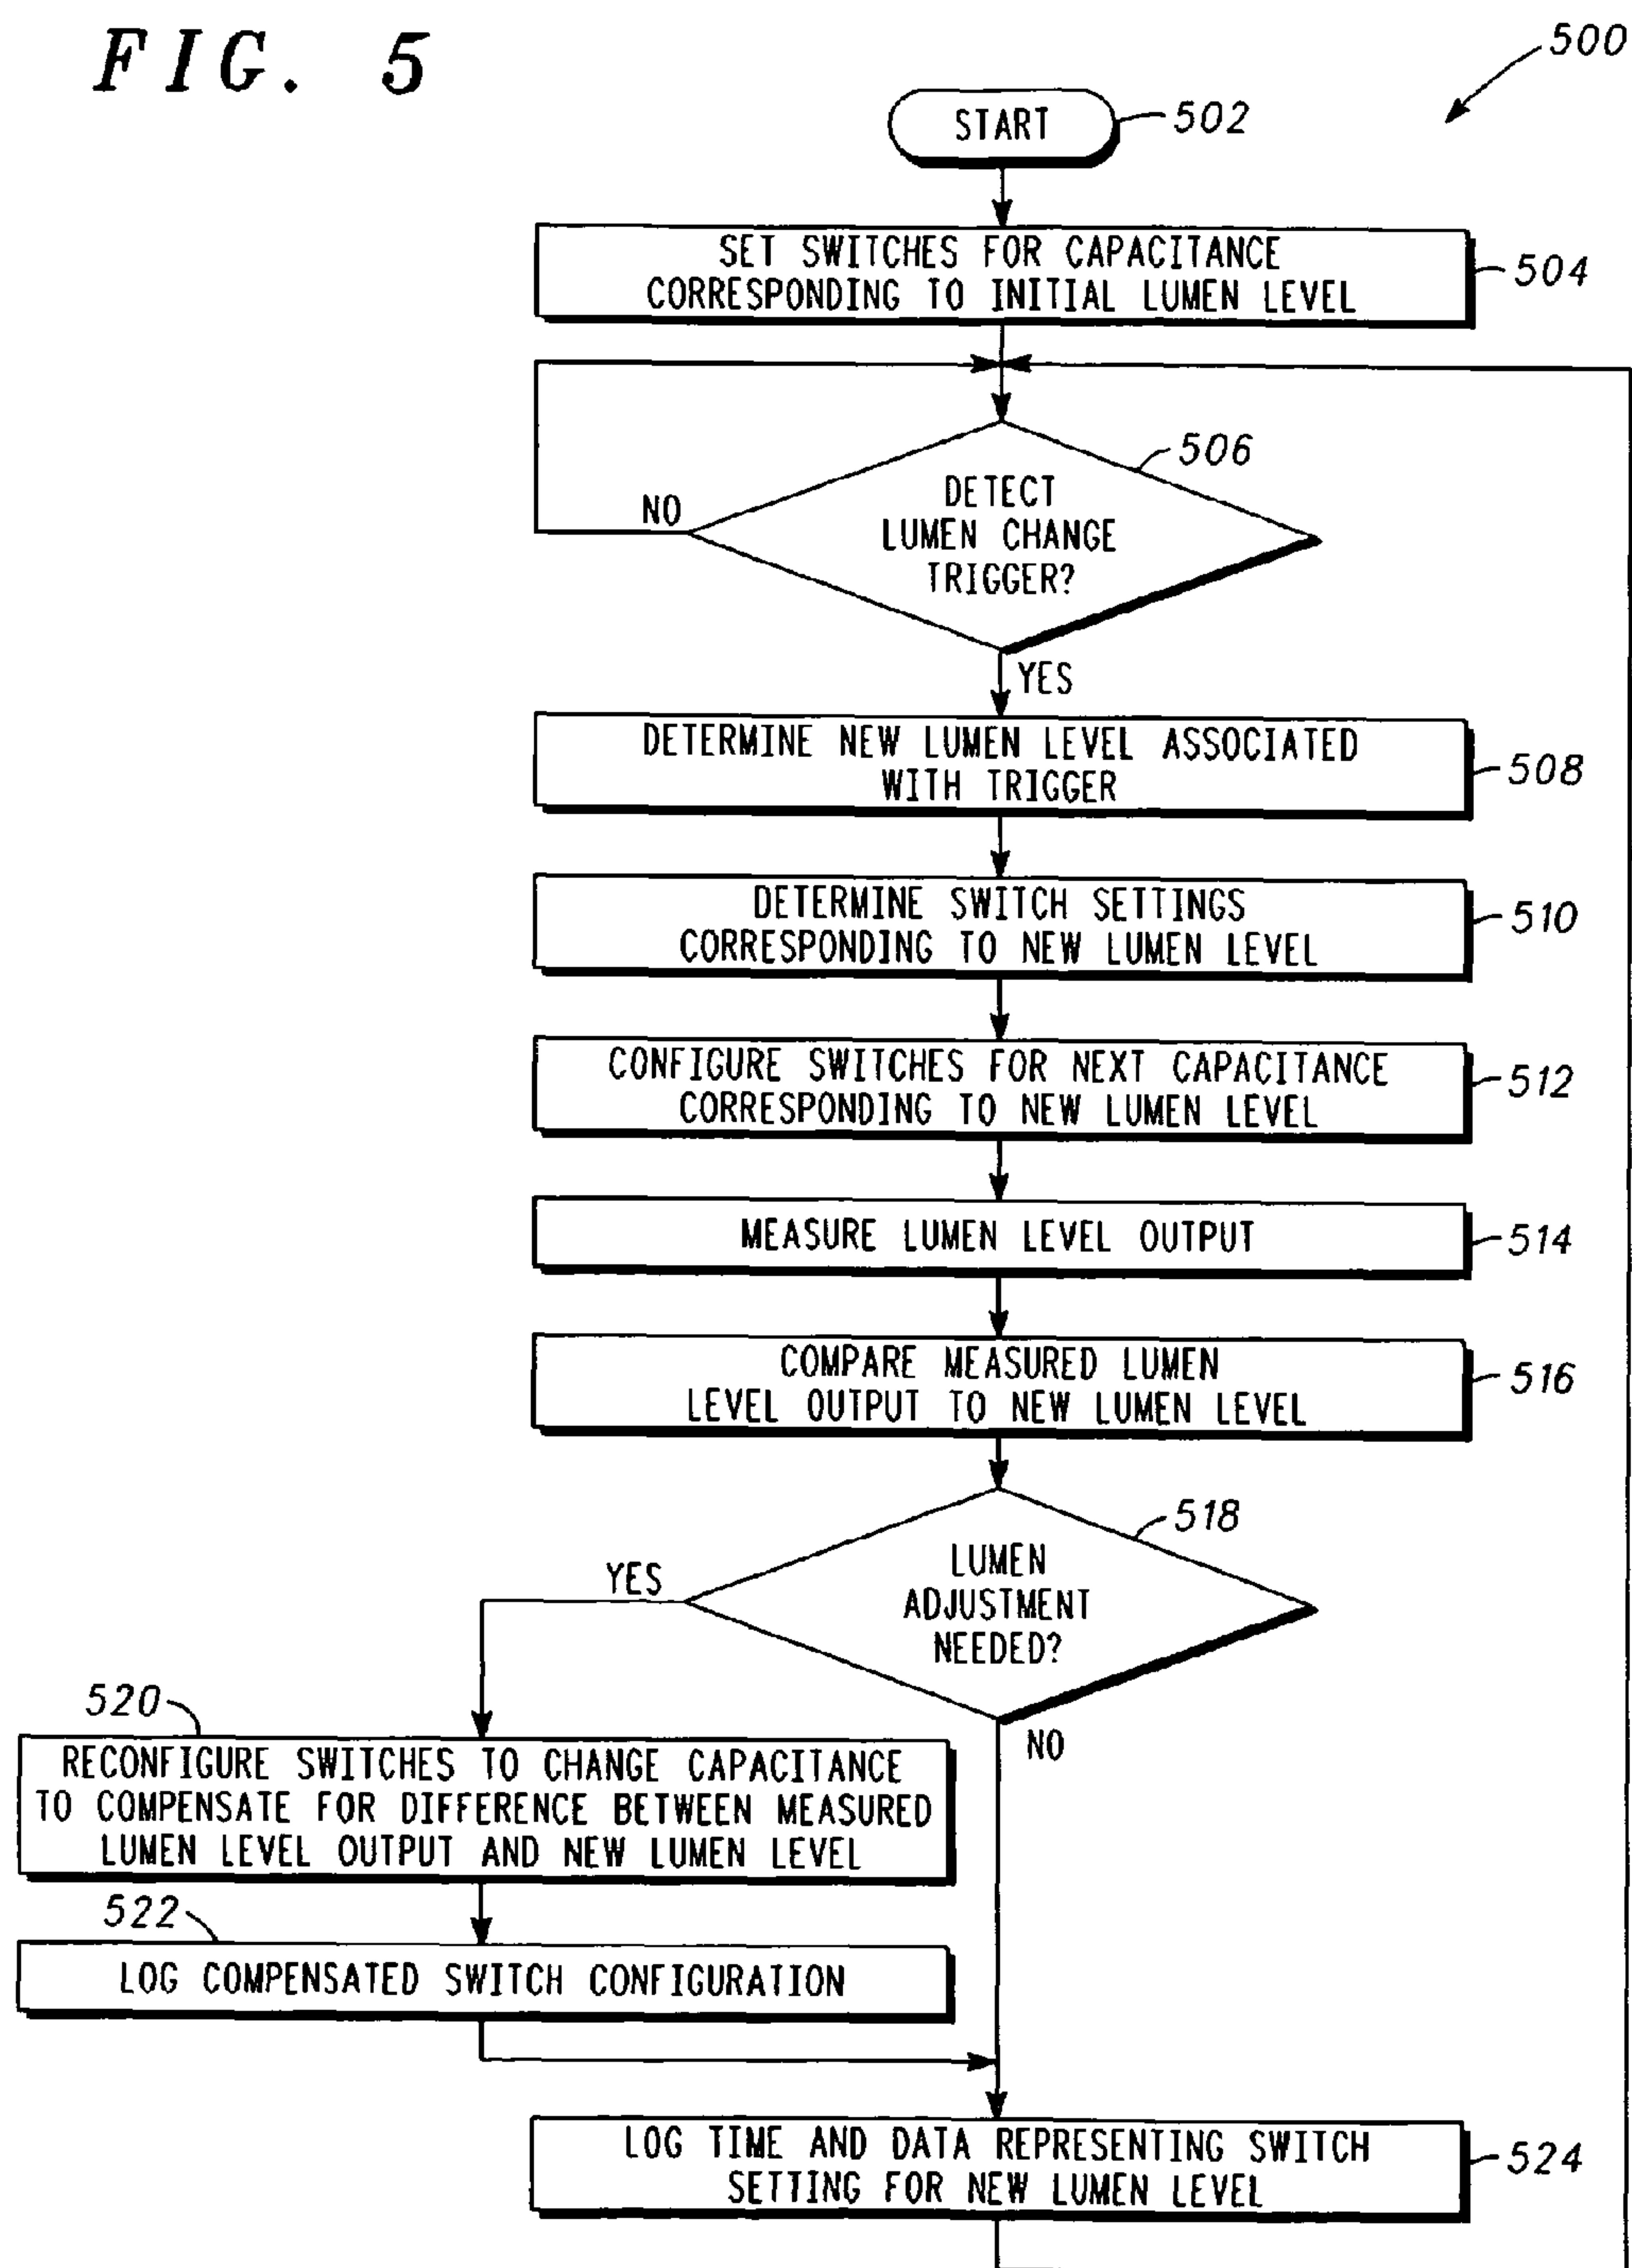 FIG. 5
500
START
502
SET SWITCHES FOR CAPACITANCE
CORRESPONDING TO INITIAL LUMEN LEVEL
504
506
DETECT
LUMEN CHANGE
TRIGGER?
NO
YES
DETERMINE NEW LUMEN LEVEL ASSOCIATED
WITH TRIGGER
508
DETERMINE SWITCH SETTINGS
CORRESPONDING TO NEW LUMEN LEVEL
510
CONFIGURE SWITCHES FOR NEXT CAPACITANCE
CORRESPONDING TO NEW LUMEN LEVEL
512
MEASURE LUMEN LEVEL OUTPUT
514
COMPARE MEASURED LUMEN
LEVEL OUTPUT TO NEW LUMEN LEVEL
516
518
LUMEN
ADJUSTMENT
NEEDED?
YES
NO
520
RECONFIGURE SWITCHES TO CHANGE CAPACITANCE
TO COMPENSATE FOR DIFFERENCE BETWEEN MEASURED
LUMEN LEVEL OUTPUT AND NEW LUMEN LEVEL
522
LOG COMPENSATED SWITCH CONFIGURATION
LOG TIME AND DATA REPRESENTING SWITCH
SETTING FOR NEW LUMEN LEVEL
524